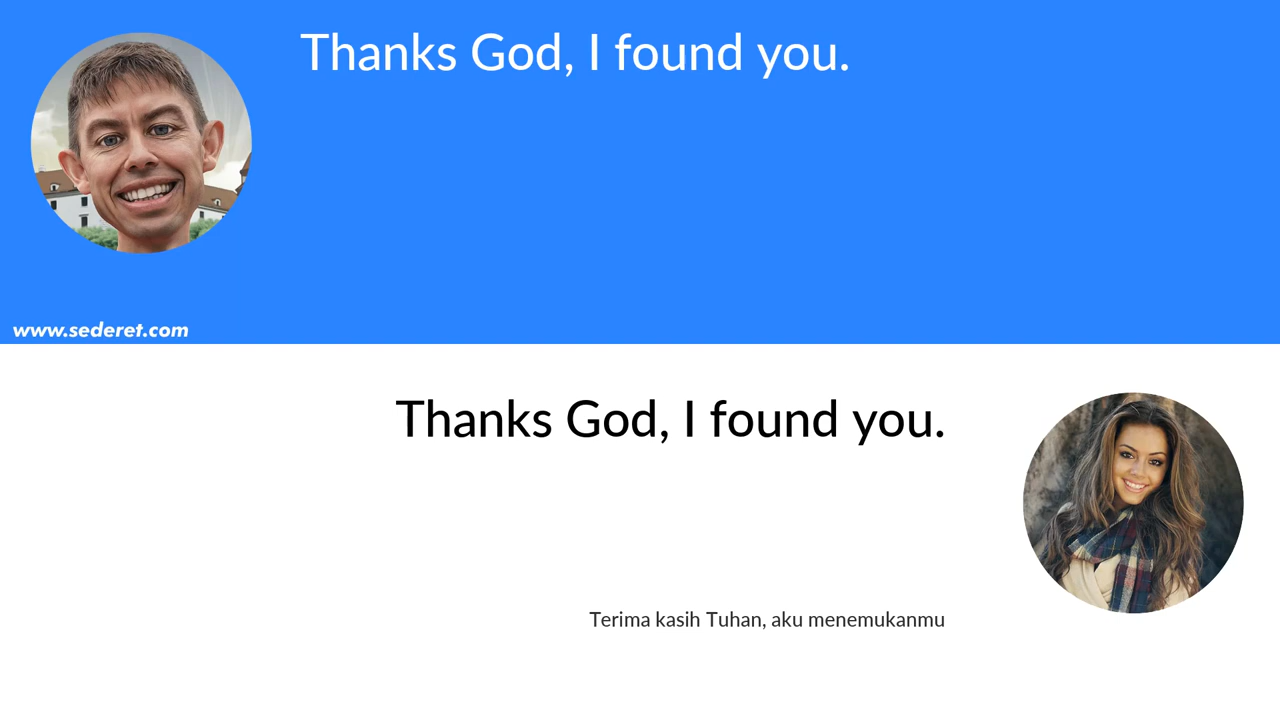 Thanks God, I found you.
www.sederet.com
Thanks God, I found you.
Terima kasih Tuhan, aku menemukanmu